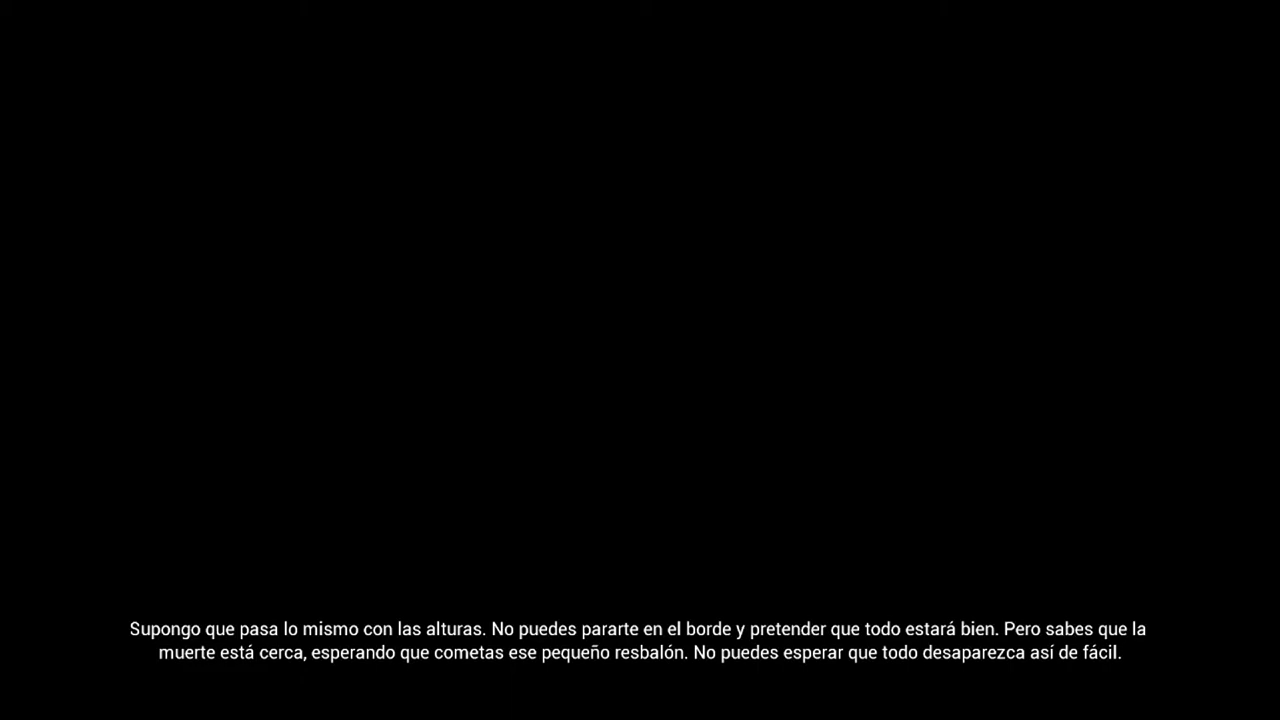 Supongo que pasa lo mismo con las alturas. No puedes pararte en el borde y pretender que todo estará bien. Pero sabes que la
muerte está cerca, esperando que cometas ese pequeño resbalón. No puedes esperar que todo desaparezca así de fácil.